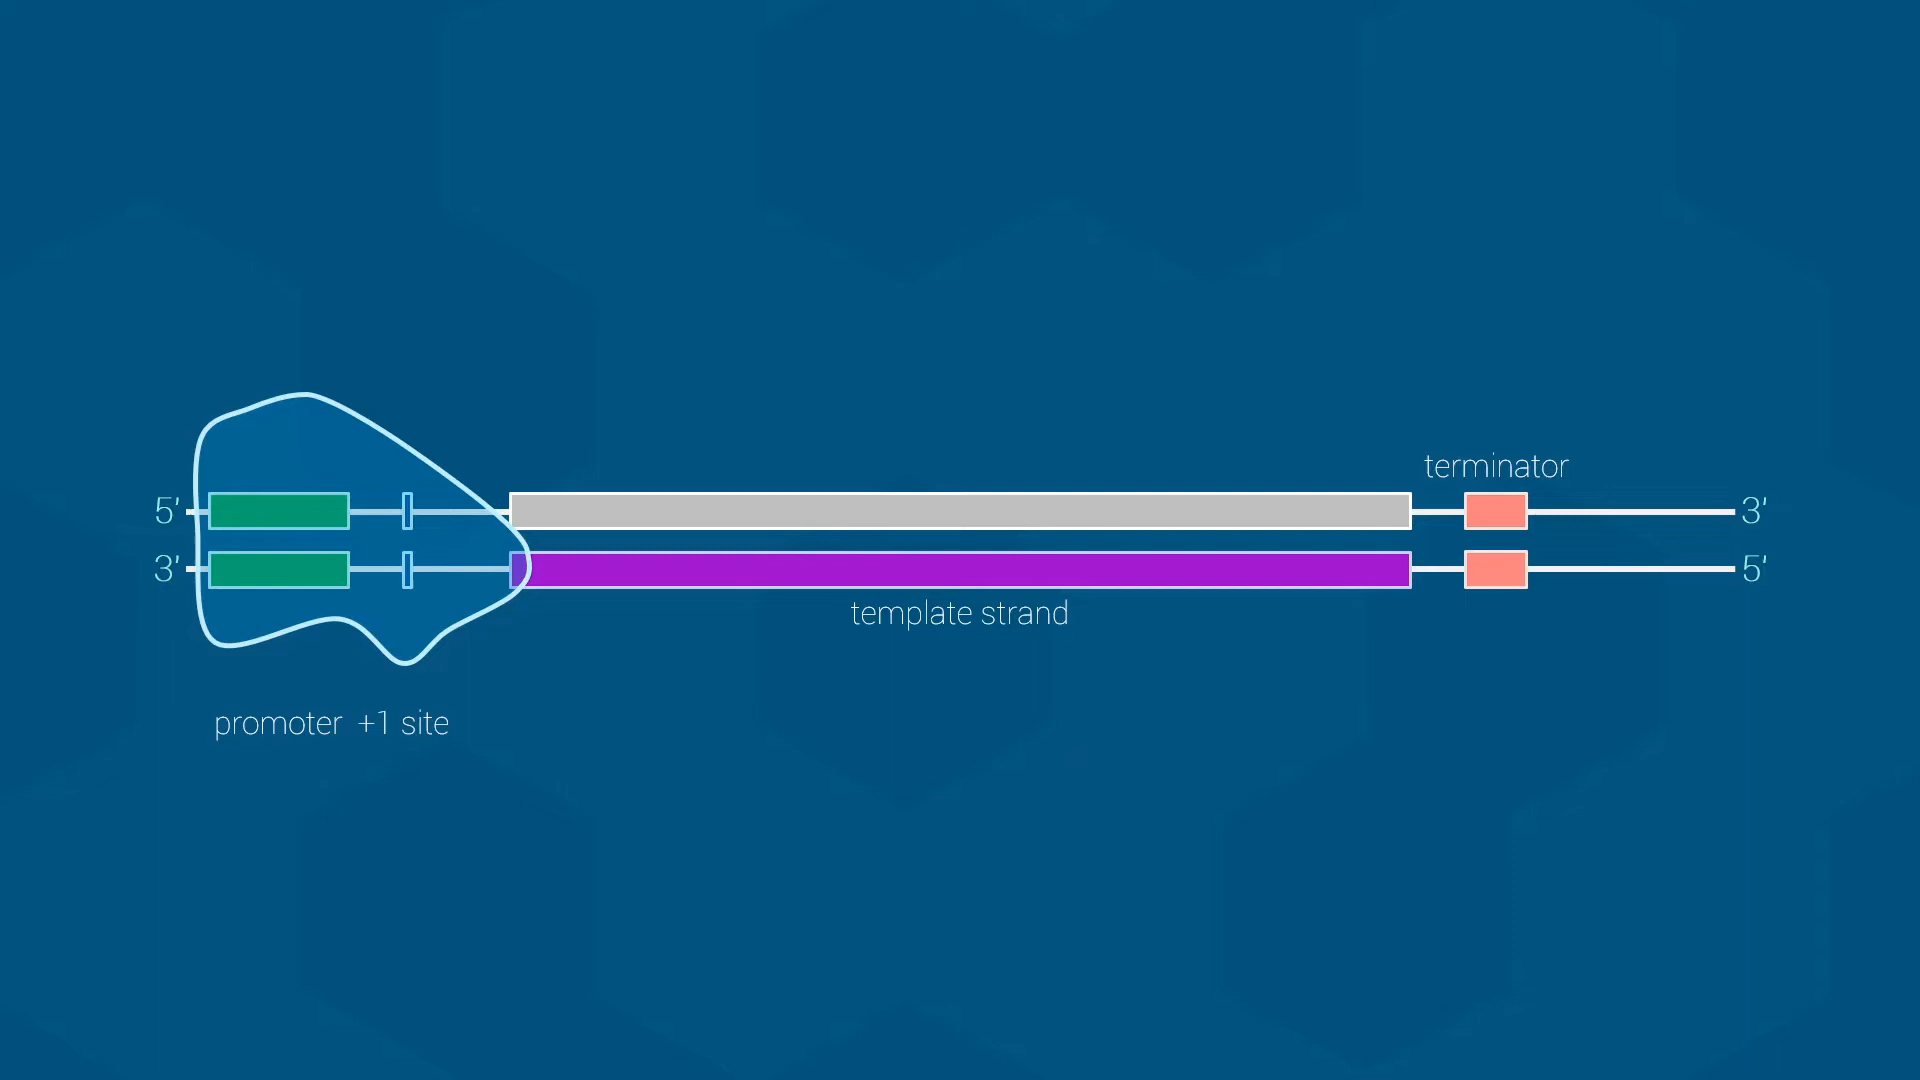 terminator
5' 3'
3' 5'
template strand
promoter +1 site